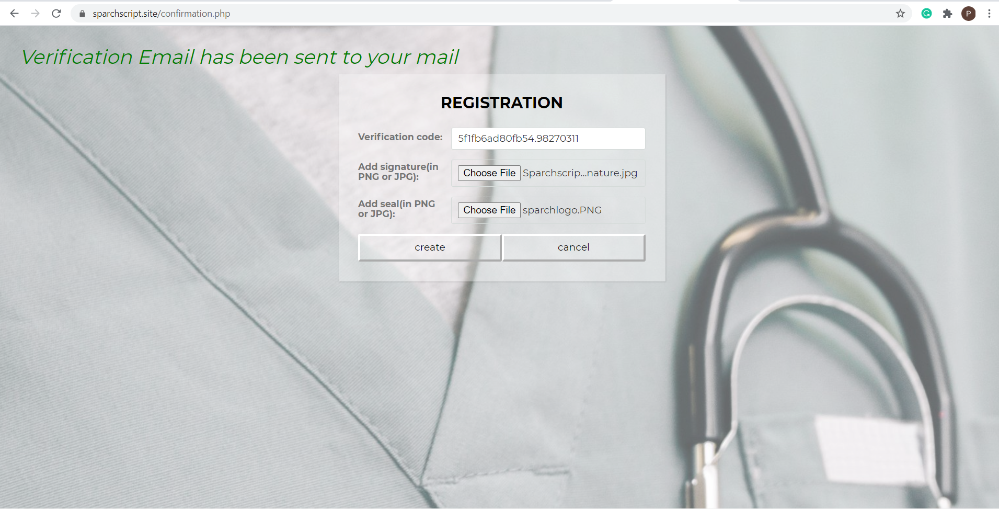 sparchscript.site/confirmation.php
P
Verification Email has been sent to your mail
REGISTRATION
Verification code: 5f1fb6ad80fb54.98270311
Add signature(in
PNG or JPG):
Choose File Sparchscrip...nature.jpg
Add seal(in PNG
or JPG):
Choose File sparchlogo.PNG
create cancel